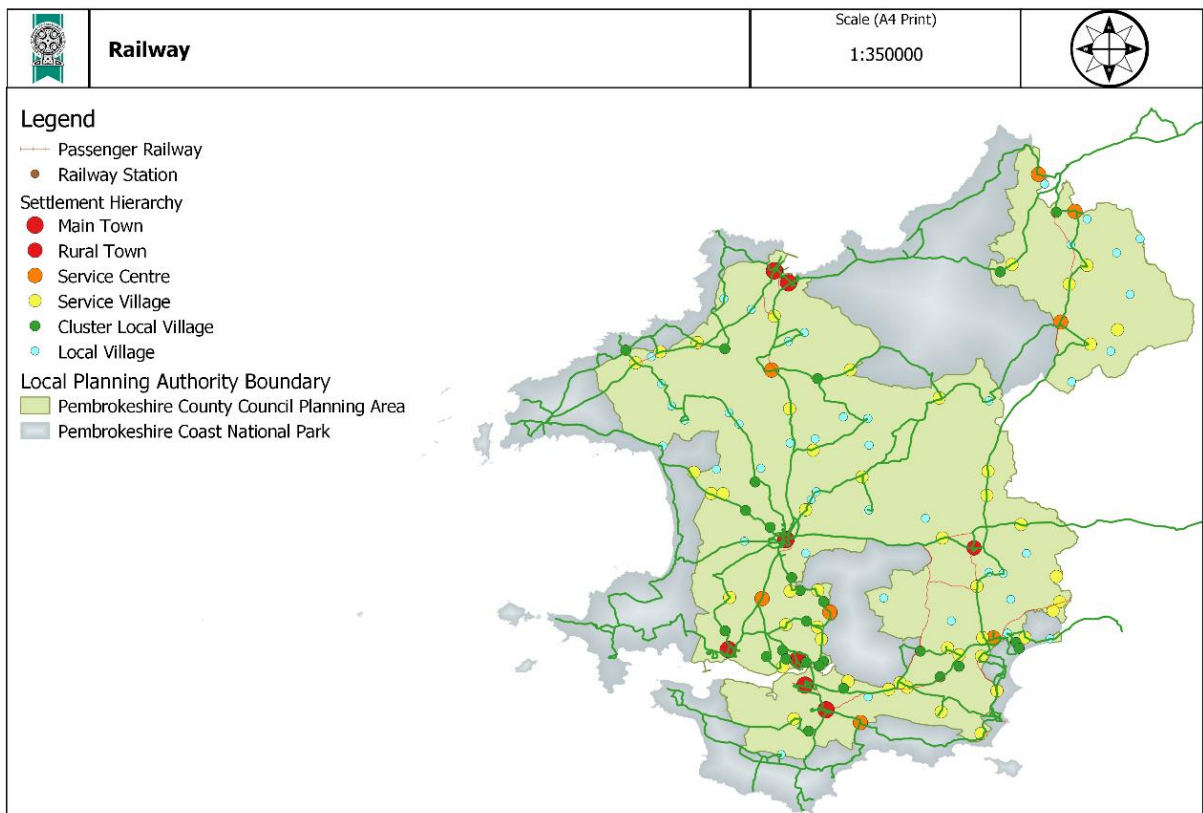 Railway
Scale (A4 Print)
1:350000
Legend
Passenger Railway
Railway Station
Settlement Hierarchy
Main Town
Rural Town
Service Centre
Service Village
Cluster Local Village
Local Village
Local Planning Authority Boundary
Pembrokeshire County Council Planning Area
Pembrokeshire Coast National Park